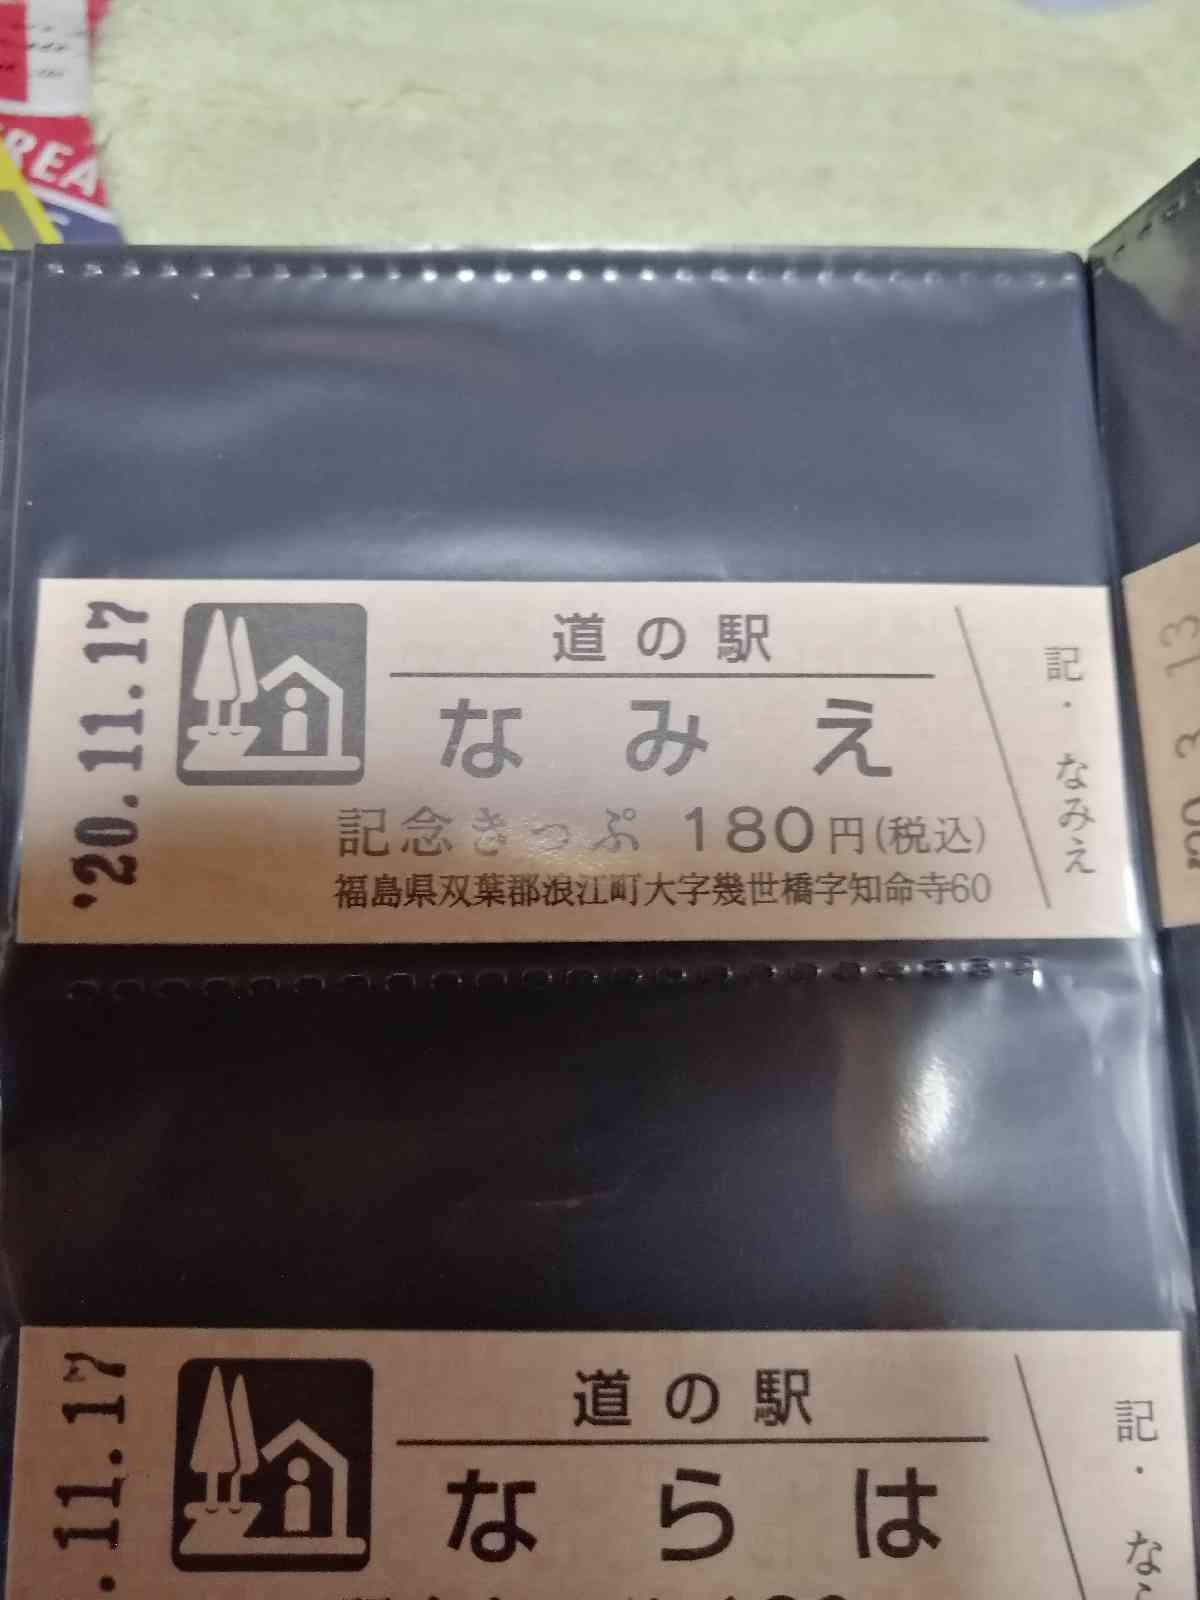 REA
'20.11.17
道の駅
なみえ
記念きっぷ 180円(税込)
福島県双葉郡浪江町大字幾世橋字知命寺60
記・なみえ
3.13
.11.17
道の駅
ならは
記・な